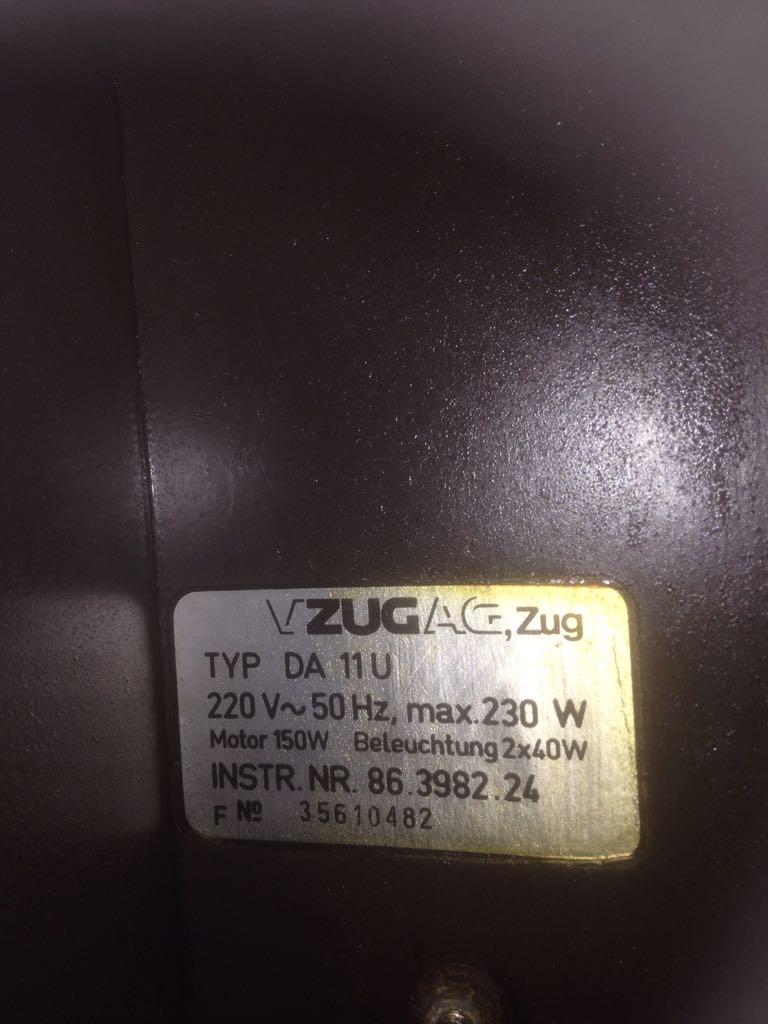 VZUG AG, Zug
TYP DA 11 U
220 V~ 50 Hz, max. 230 W
Motor 150W Beleuchtung 2x40W
INSTR. NR. 86.3982.24
F Nº 35610482